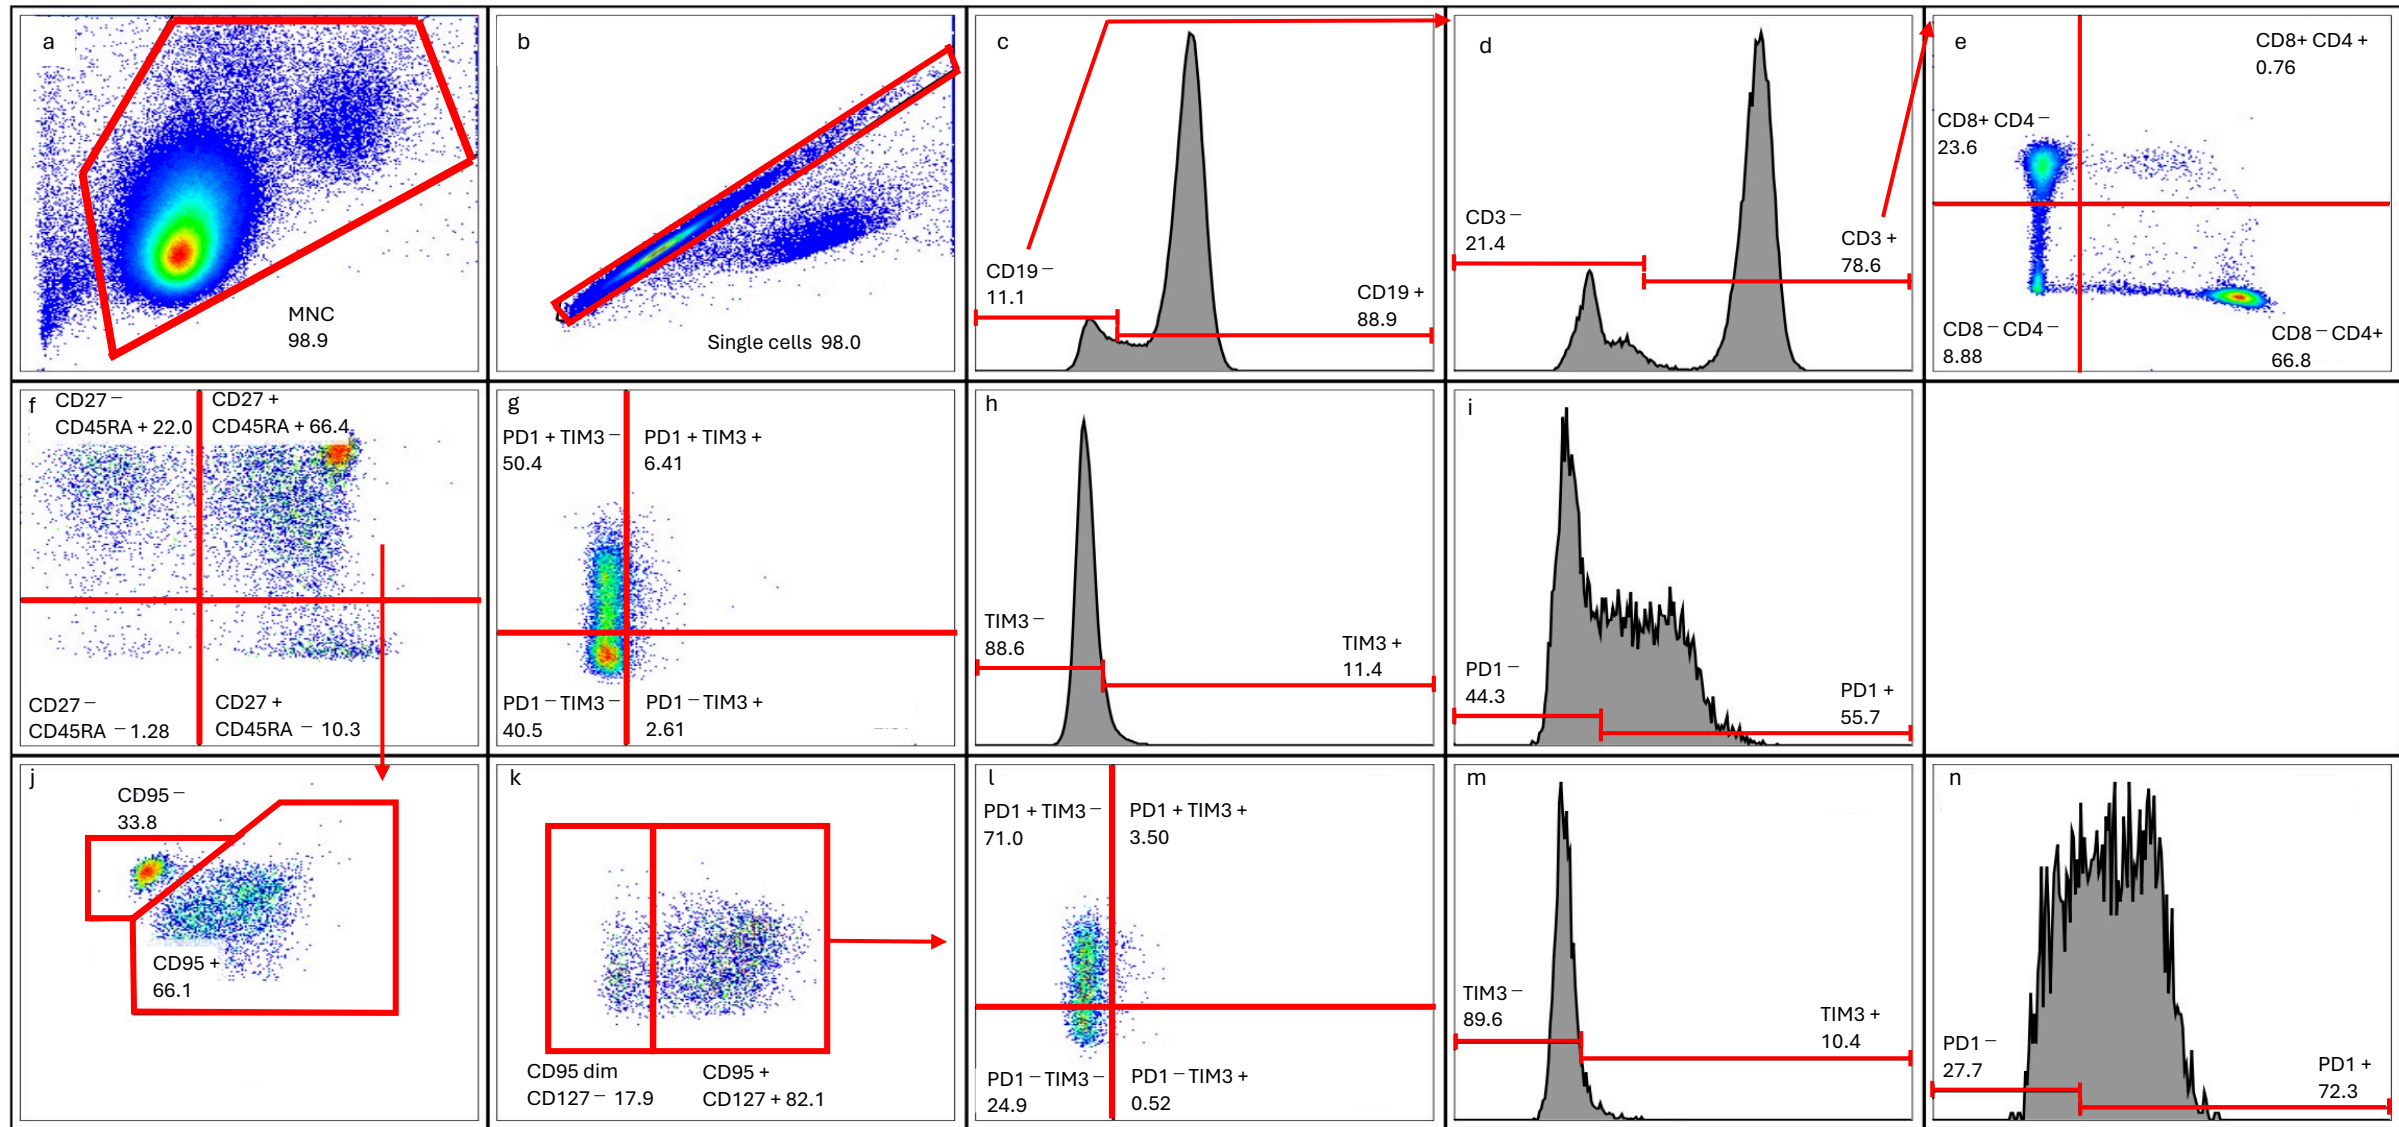 a
MNC
98.9
b
Single cells 98.0
c
CD19 −
11.1
CD19 +
88.9
d
CD3 −
21.4
CD3 +
78.6
e
CD8+ CD4 +
0.76
CD8+ CD4 −
23.6
CD8 − CD4 −
8.88
CD8 − CD4+
66.8
f
CD27 −
CD45RA + 22.0
CD27 +
CD45RA + 66.4
CD27 −
CD45RA − 1.28
CD27 +
CD45RA − 10.3
g
PD1 + TIM3 −
50.4
PD1 + TIM3 +
6.41
PD1 − TIM3 −
40.5
PD1 − TIM3 +
2.61
h
TIM3 −
88.6
TIM3 +
11.4
i
PD1 −
44.3
PD1 +
55.7
j
CD95 −
33.8
CD95 +
66.1
k
CD95 dim
CD127 − 17.9
CD95 +
CD127 + 82.1
l
PD1 + TIM3 −
71.0
PD1 + TIM3 +
3.50
PD1 − TIM3 −
24.9
PD1 − TIM3 +
0.52
m
TIM3 −
89.6
TIM3 +
10.4
n
PD1 −
27.7
PD1 +
72.3